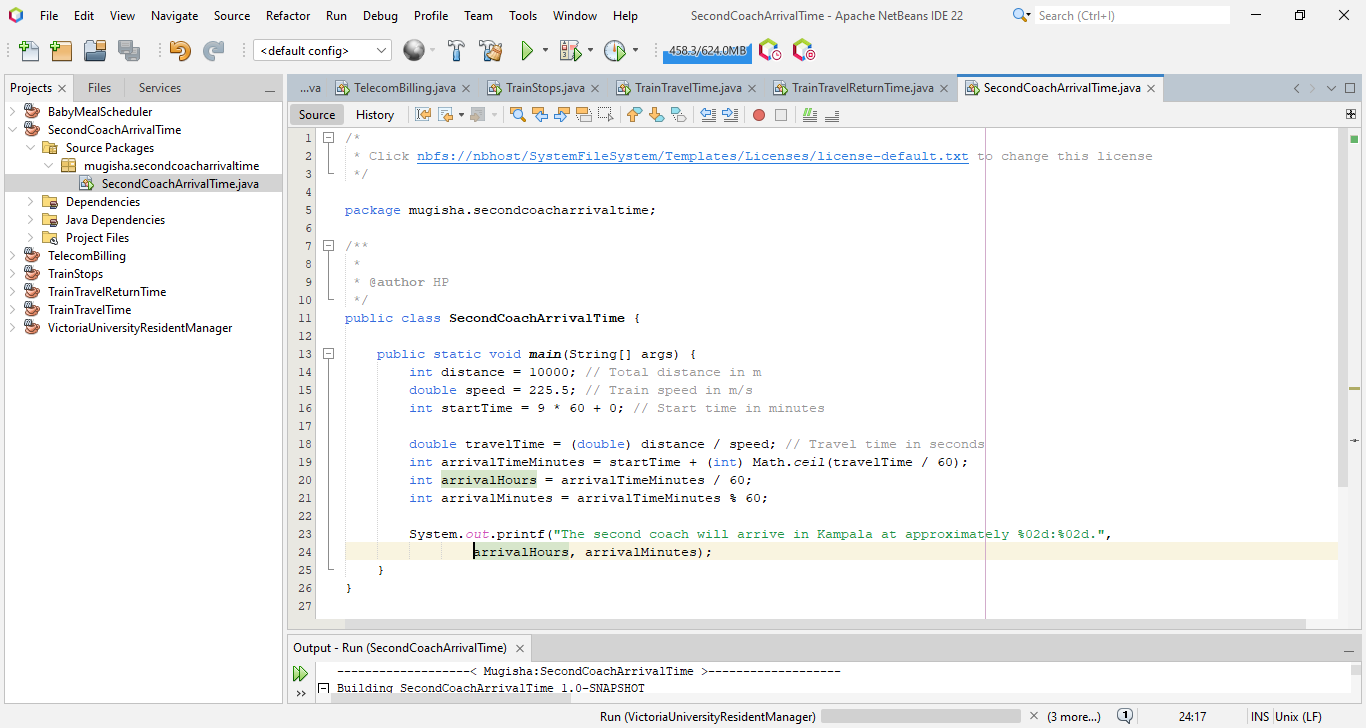 File Edit View Navigate Source Refactor Run Debug Profile Team Tools Window Help
SecondCoachArrivalTime - Apache NetBeans IDE 22
Search (Ctrl+I)
<default config>
458.3/624.0MB
Projects Files Services
...va TelecomBilling.java TrainStops.java TrainTravelTime.java TrainTravelReturnTime.java SecondCoachArrivalTime.java
BabyMealScheduler
SecondCoachArrivalTime
Source Packages
mugisha.secondcoacharrivaltime
SecondCoachArrivalTime.java
Dependencies
Java Dependencies
Project Files
TelecomBilling
TrainStops
TrainTravelReturnTime
TrainTravelTime
VictoriaUniversityResidentManager
Source History
1 /*
2 * Click nbfs://nbhost/SystemFileSystem/Templates/Licenses/license-default.txt to change this license
3 */
4
5 package mugisha.secondcoacharrivaltime;
6
7 /**
8 *
9 * @author HP
10 */
11 public class SecondCoachArrivalTime {
12
13 public static void main(String[] args) {
14 int distance = 10000; // Total distance in m
15 double speed = 225.5; // Train speed in m/s
16 int startTime = 9 * 60 + 0; // Start time in minutes
17
18 double travelTime = (double) distance / speed; // Travel time in seconds
19 int arrivalTimeMinutes = startTime + (int) Math.ceil(travelTime / 60);
20 int arrivalHours = arrivalTimeMinutes / 60;
21 int arrivalMinutes = arrivalTimeMinutes % 60;
22
23 System.out.printf("The second coach will arrive in Kampala at approximately %02d:%02d.",
24 arrivalHours, arrivalMinutes);
25 }
26 }
27
Output - Run (SecondCoachArrivalTime)
-------------------< Mugisha:SecondCoachArrivalTime >-------------------
Building SecondCoachArrivalTime 1.0-SNAPSHOT
Run (VictoriaUniversityResidentManager) (3 more...) 1 24:17 INS Unix (LF)